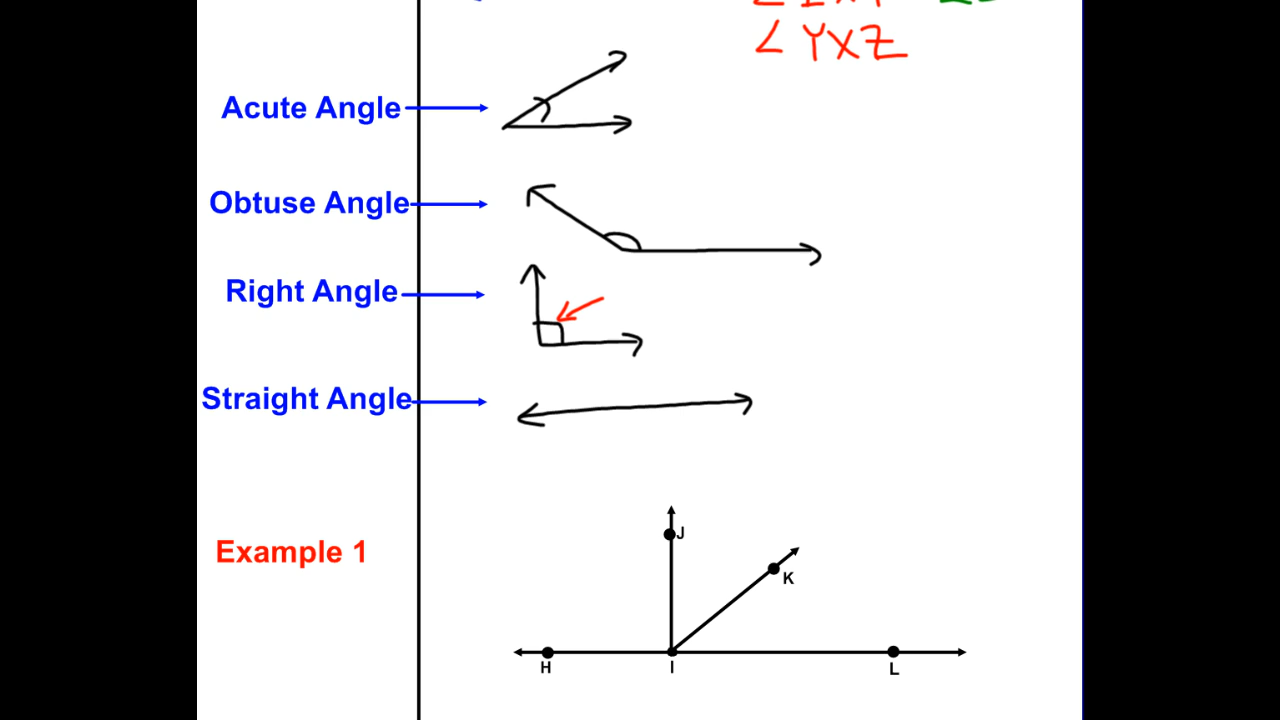 ∠ YXZ
Acute Angle
Obtuse Angle
Right Angle
Straight Angle
Example 1
J
K
H
I
L